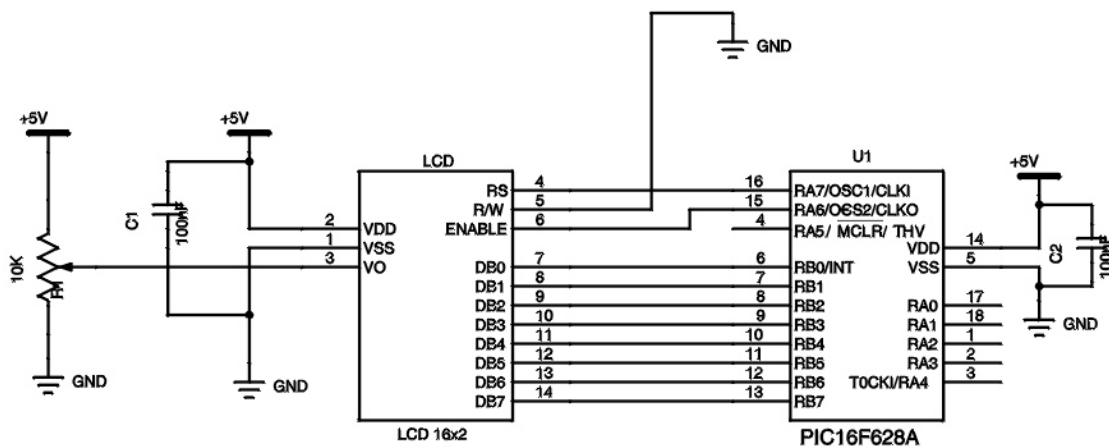 GND
+5V
+5V
LCD
U1
+5V
RS 4
R/W 5
ENABLE 6
2 VDD
1 VSS
3 VO
DB0 7
DB1 8
DB2 9
DB3 10
DB4 11
DB5 12
DB6 13
DB7 14
LCD 16x2
16 RA7/OSC1/CLKI
15 RA6/OCS2/CLKO
4 RA5/ MCLR/ THV
6 RB0/INT
7 RB1
8 RB2
9 RB3
10 RB4
11 RB5
12 RB6
13 RB7
VDD 14
VSS 5
RA0 17
RA1 18
RA2 1
RA3 2
T0CKI/RA4 3
PIC16F628A
10K
R1
C1
100nF
C2
100nF
GND
GND
GND